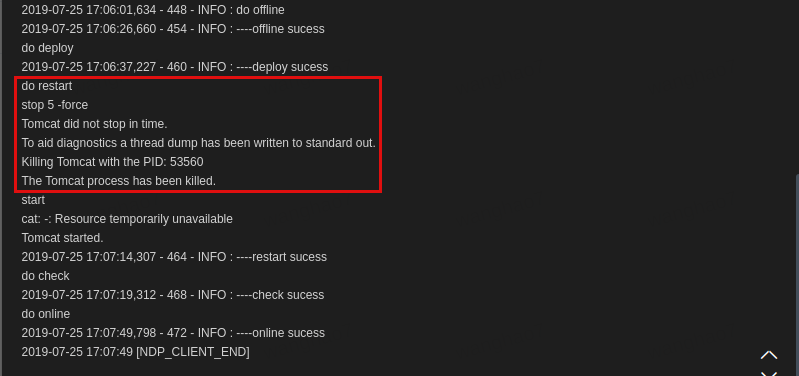 2019-07-25 17:06:01,634 - 448 - INFO : do offline
2019-07-25 17:06:26,660 - 454 - INFO : ----offline sucess
do deploy
2019-07-25 17:06:37,227 - 460 - INFO : ----deploy sucess
do restart
stop 5 -force
Tomcat did not stop in time.
To aid diagnostics a thread dump has been written to standard out.
Killing Tomcat with the PID: 53560
The Tomcat process has been killed.
start
cat: -: Resource temporarily unavailable
Tomcat started.
2019-07-25 17:07:14,307 - 464 - INFO : ----restart sucess
do check
2019-07-25 17:07:19,312 - 468 - INFO : ----check sucess
do online
2019-07-25 17:07:49,798 - 472 - INFO : ----online sucess
2019-07-25 17:07:49 [NDP_CLIENT_END]